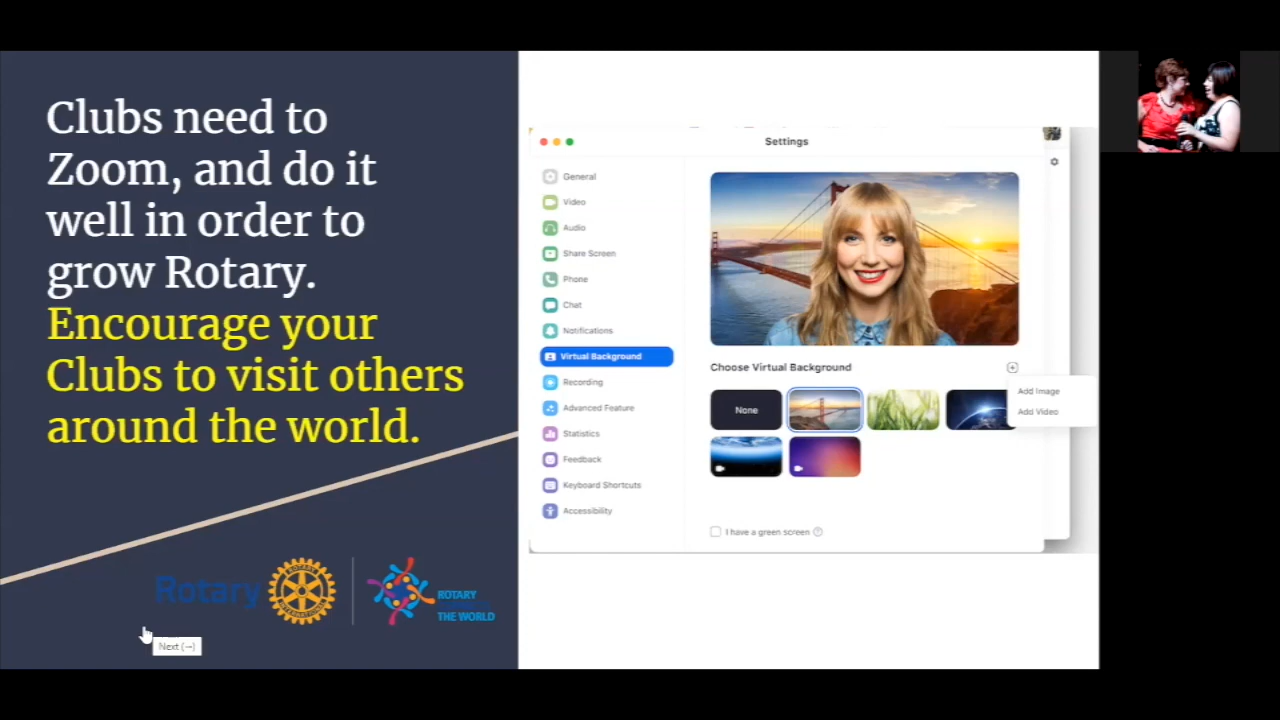 Clubs need to
Zoom, and do it
well in order to
grow Rotary.
Encourage your
Clubs to visit others
around the world.
Rotary
ROTARY
INTERNATIONAL
ROTARY
THE WORLD
Next (→)
Settings
General
Video
Audio
Share Screen
Phone
Chat
Notifications
Virtual Background
Recording
Advanced Feature
Statistics
Feedback
Keyboard Shortcuts
Accessibility
Choose Virtual Background
Add Image
Add Video
None
I have a green screen